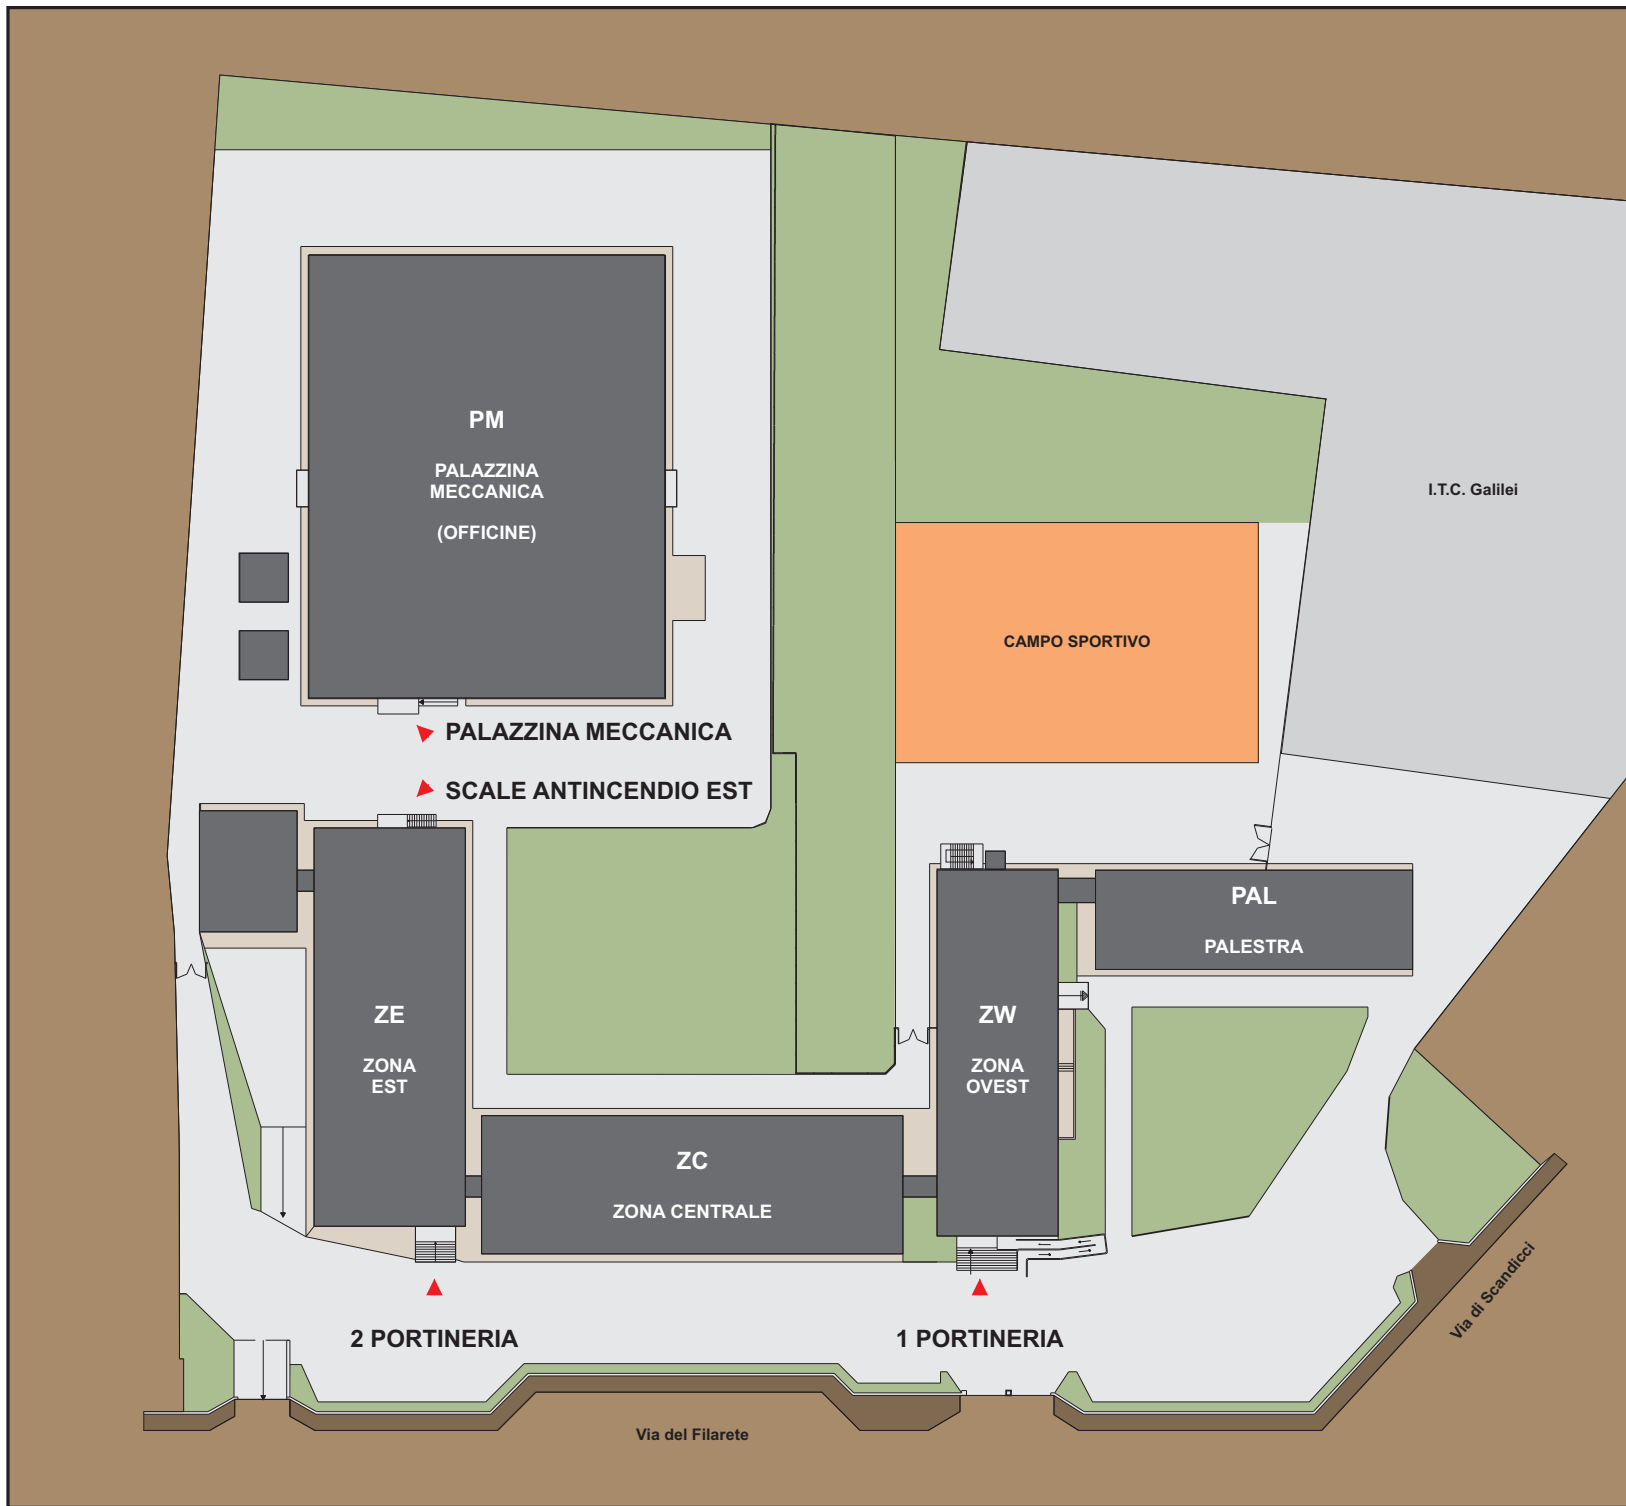 PM
PALAZZINA
MECCANICA
(OFFICINE)
I.T.C. Galilei
CAMPO SPORTIVO
PALAZZINA MECCANICA
SCALE ANTINCENDIO EST
PAL
PALESTRA
ZE
ZONA
EST
ZW
ZONA
OVEST
ZC
ZONA CENTRALE
2 PORTINERIA
1 PORTINERIA
Via di Scandicci
Via del Filarete